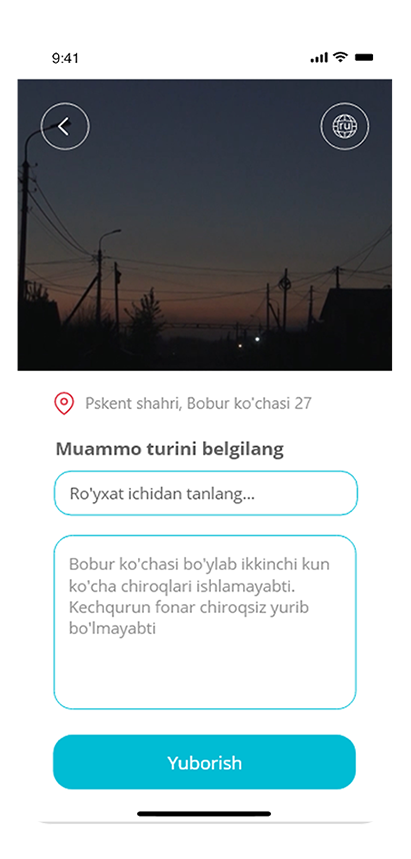 9:41
ru
Pskent shahri, Bobur ko'chasi 27
Muammo turini belgilang
Ro'yxat ichidan tanlang...
Bobur ko'chasi bo'ylab ikkinchi kun
ko'cha chiroqlari ishlamayabti.
Kechqurun fonar chiroqsiz yurib
bo'lmayabti
Yuborish